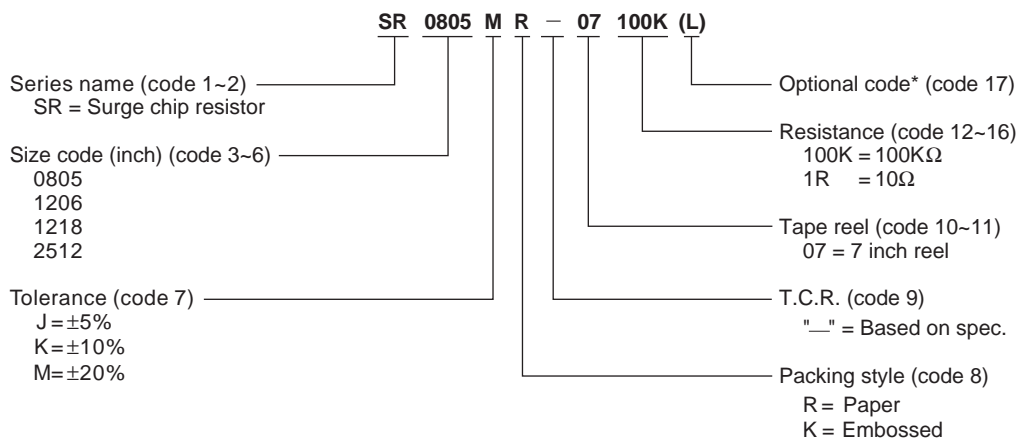 SR 0805 M R – 07 100K (L)
Series name (code 1~2)
SR = Surge chip resistor
Size code (inch) (code 3~6)
0805
1206
1218
2512
Tolerance (code 7)
J=±5%
K=±10%
M=±20%
Optional code* (code 17)
Resistance (code 12~16)
100K = 100KΩ
1R = 10Ω
Tape reel (code 10~11)
07 = 7 inch reel
T.C.R. (code 9)
"—" = Based on spec.
Packing style (code 8)
R = Paper
K = Embossed